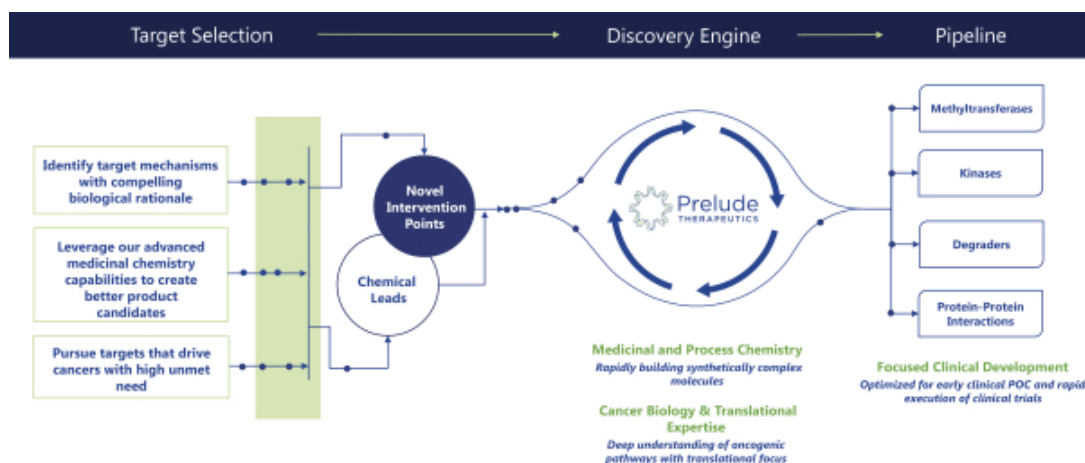 Target Selection
Discovery Engine
Pipeline
Identify target mechanisms
with compelling
biological rationale
Leverage our advanced
medicinal chemistry
capabilities to create
better product
candidates
Pursue targets that drive
cancers with high unmet
need
Novel
Intervention
Points
Chemical
Leads
Prelude
THERAPEUTICS
Medicinal and Process Chemistry
Rapidly building synthetically complex
molecules
Cancer Biology & Translational
Expertise
Deep understanding of oncogenic
pathways with translational focus
Methyltransferases
Kinases
Degraders
Protein-Protein
Interactions
Focused Clinical Development
Optimized for early clinical POC and rapid
execution of clinical trials